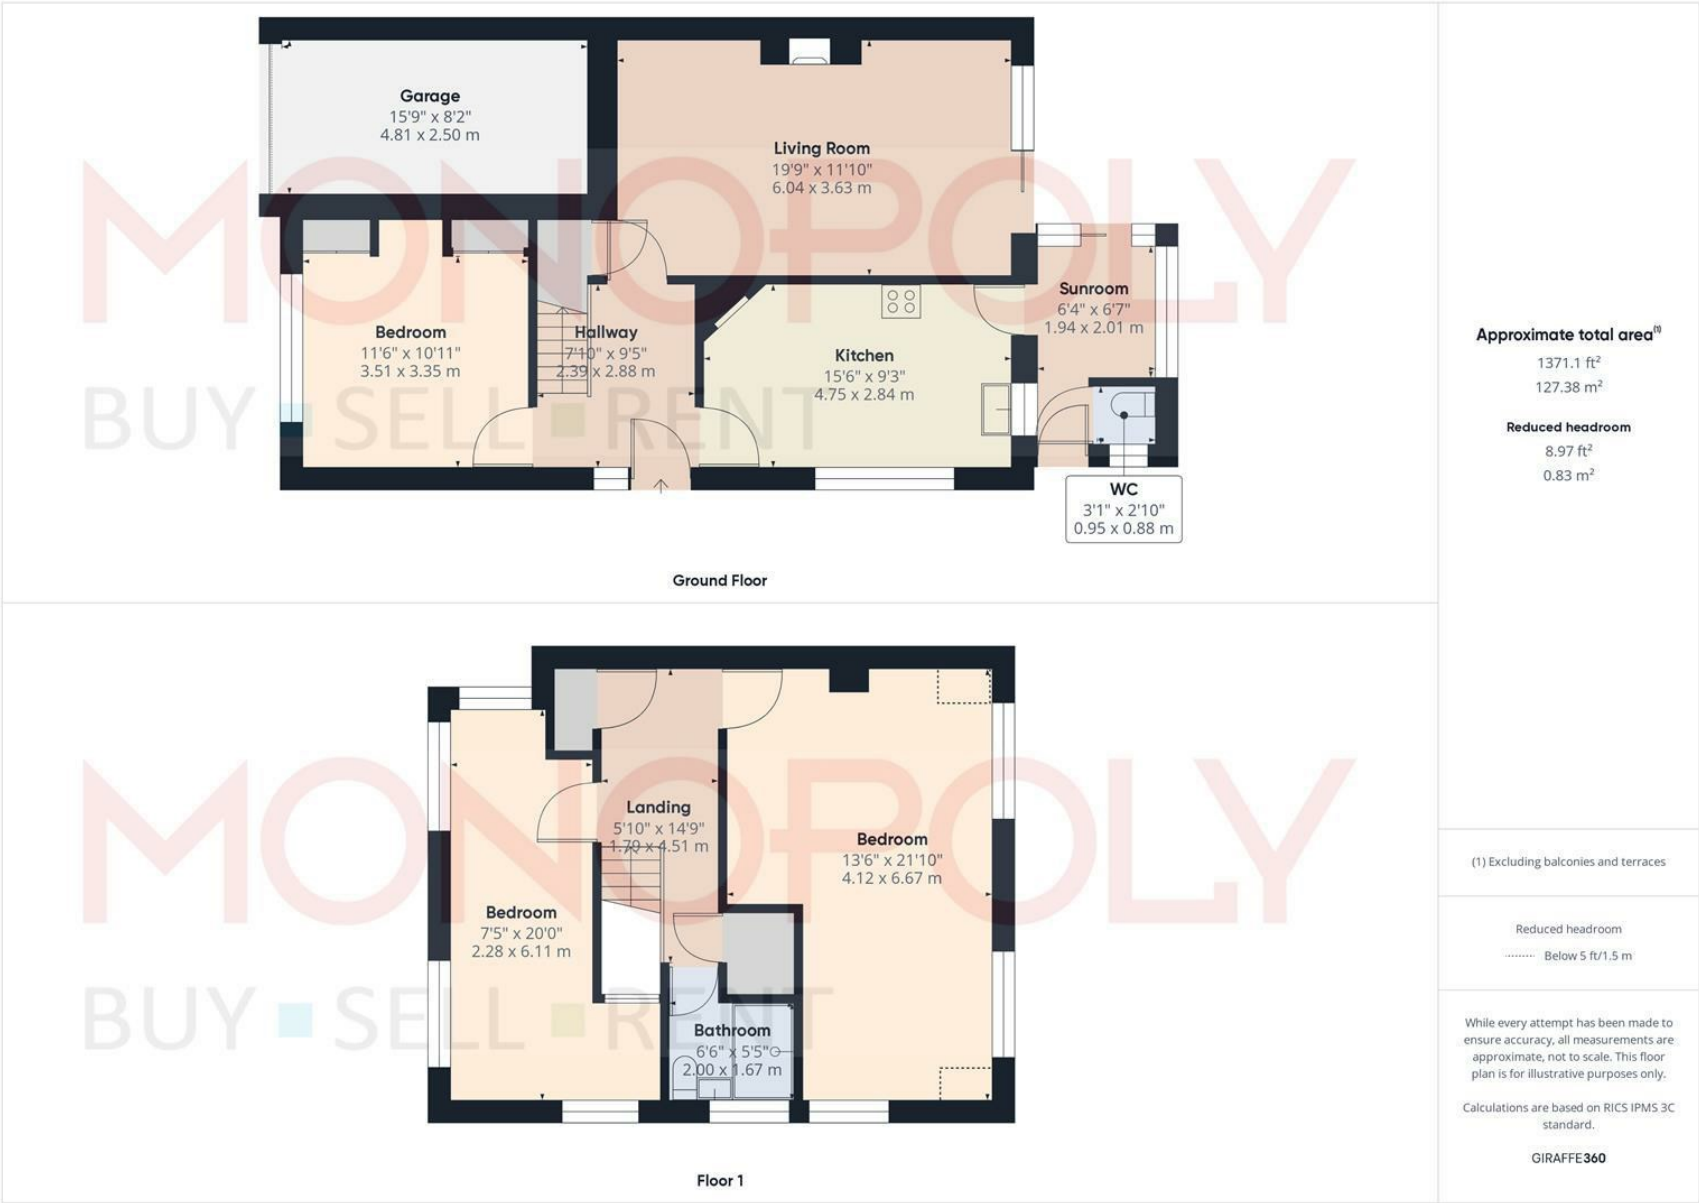 Garage
15'9" x 8'2"
4.81 x 2.50 m
Living Room
19'9" x 11'10"
6.04 x 3.63 m
Bedroom
11'6" x 10'11"
3.51 x 3.35 m
Hallway
7'10" x 9'5"
2.39 x 2.88 m
Kitchen
15'6" x 9'3"
4.75 x 2.84 m
Sunroom
6'4" x 6'7"
1.94 x 2.01 m
WC
3'1" x 2'10"
0.95 x 0.88 m
MONOPOLY
BUY SELL RENT
Ground Floor
Landing
5'10" x 14'9"
1.79 x 4.51 m
Bedroom
13'6" x 21'10"
4.12 x 6.67 m
Bedroom
7'5" x 20'0"
2.28 x 6.11 m
Bathroom
6'6" x 5'5"
2.00 x 1.67 m
MONOPOLY
BUY SELL RENT
Floor 1
Approximate total area⁽¹⁾
1371.1 ft²
127.38 m²
Reduced headroom
8.97 ft²
0.83 m²
(1) Excluding balconies and terraces
Reduced headroom
Below 5 ft/1.5 m
While every attempt has been made to
ensure accuracy, all measurements are
approximate, not to scale. This floor
plan is for illustrative purposes only.
Calculations are based on RICS IPMS 3C
standard.
GIRAFFE360